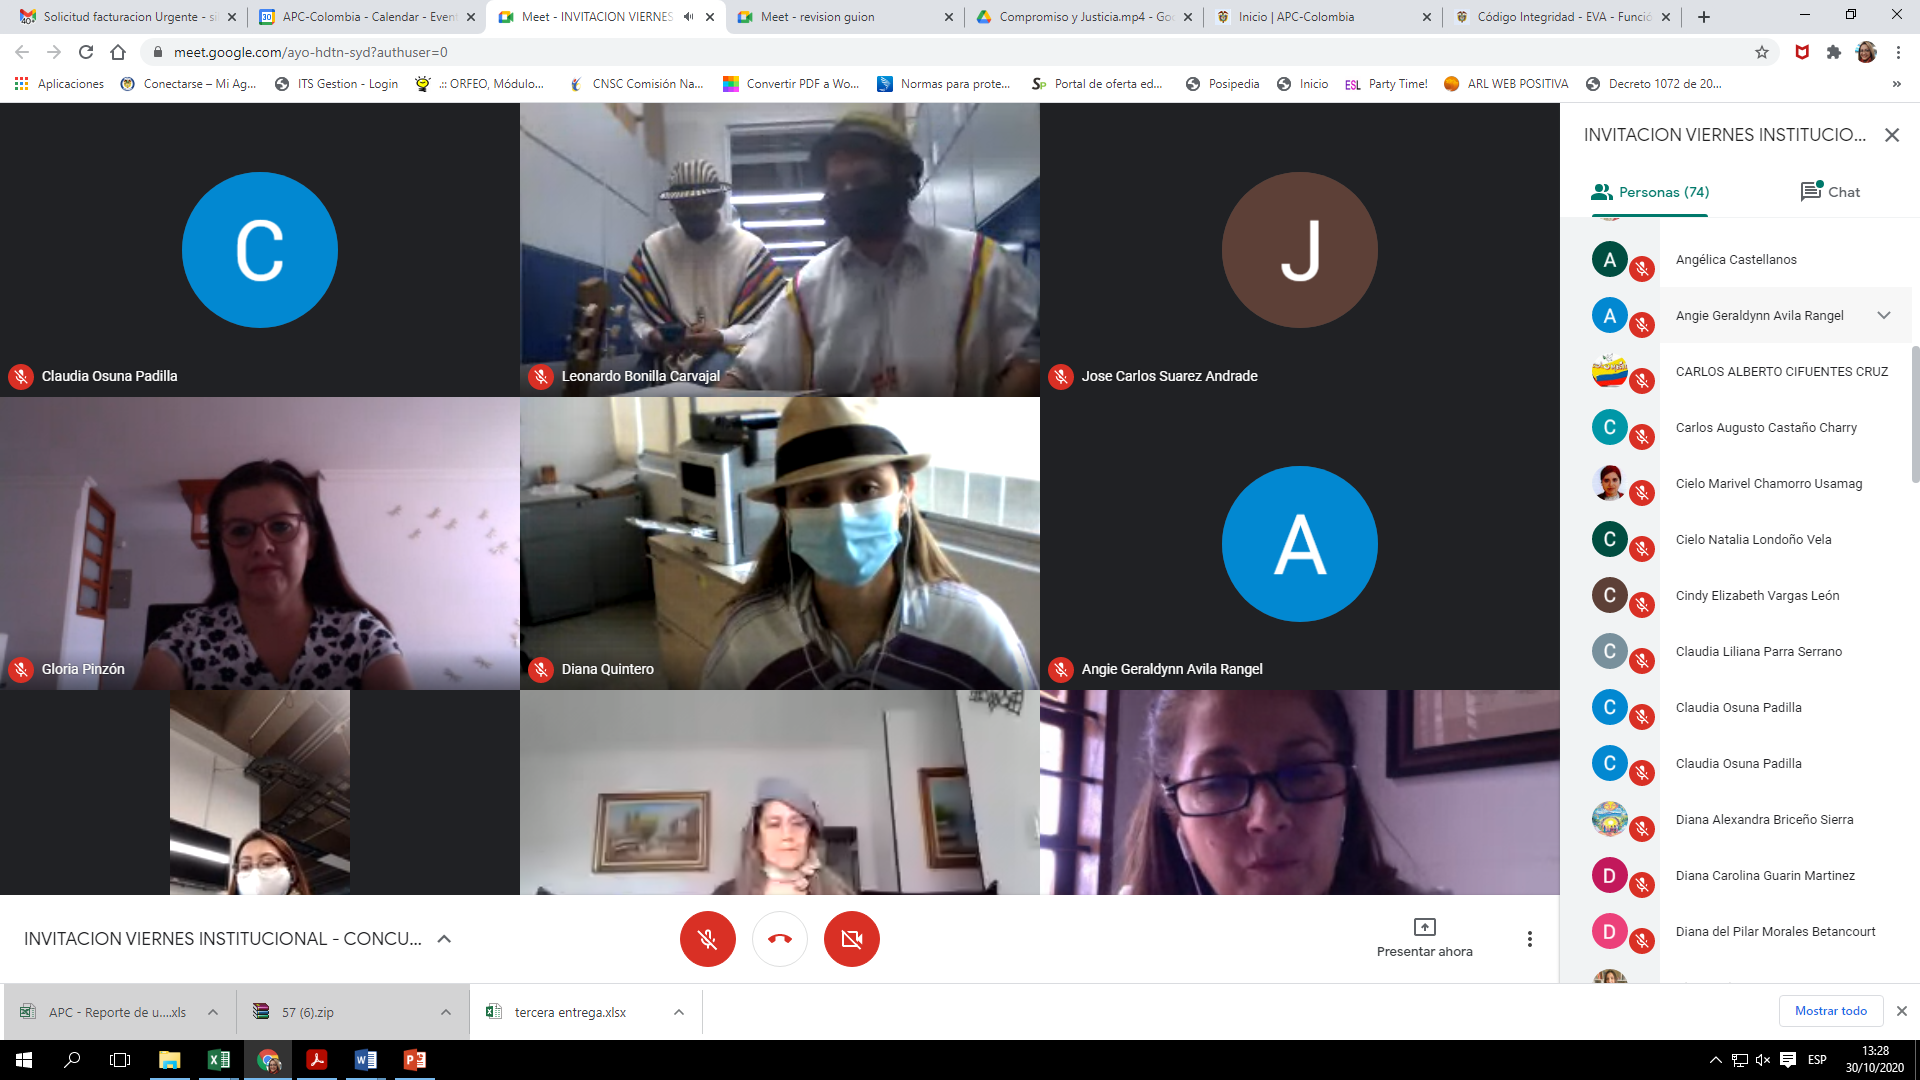 Solicitud facturacion Urgente - s
APC-Colombia - Calendar - Event
Meet - INVITACION VIERNES
Meet - revision guion
Compromiso y Justicia.mp4 - Goo
Inicio | APC-Colombia
Código Integridad - EVA - Funció
meet.google.com/ayo-hdtn-syd?authuser=0
Aplicaciones
Conectarse – Mi Ag...
ITS Gestion - Login
.:: ORFEO, Módulo...
CNSC Comisión Na...
Convertir PDF a Wo...
Normas para prote...
Portal de oferta ed...
Posipedia
Inicio
ESL Party Time!
ARL WEB POSITIVA
Decreto 1072 de 20...
»
C
Claudia Osuna Padilla
Leonardo Bonilla Carvajal
J
Jose Carlos Suarez Andrade
Gloria Pinzón
Diana Quintero
A
Angie Geraldynn Avila Rangel
INVITACION VIERNES INSTITUCIO...
Personas (74)
Chat
A Angélica Castellanos
A Angie Geraldynn Avila Rangel
CARLOS ALBERTO CIFUENTES CRUZ
C Carlos Augusto Castaño Charry
Cielo Marivel Chamorro Usamag
C Cielo Natalia Londoño Vela
C Cindy Elizabeth Vargas León
C Claudia Liliana Parra Serrano
C Claudia Osuna Padilla
C Claudia Osuna Padilla
Diana Alexandra Briceño Sierra
D Diana Carolina Guarin Martinez
D Diana del Pilar Morales Betancourt
INVITACION VIERNES INSTITUCIONAL - CONCU...
Presentar ahora
APC - Reporte de u....xls
57 (6).zip
tercera entrega.xlsx
Mostrar todo
ESP
13:28
30/10/2020